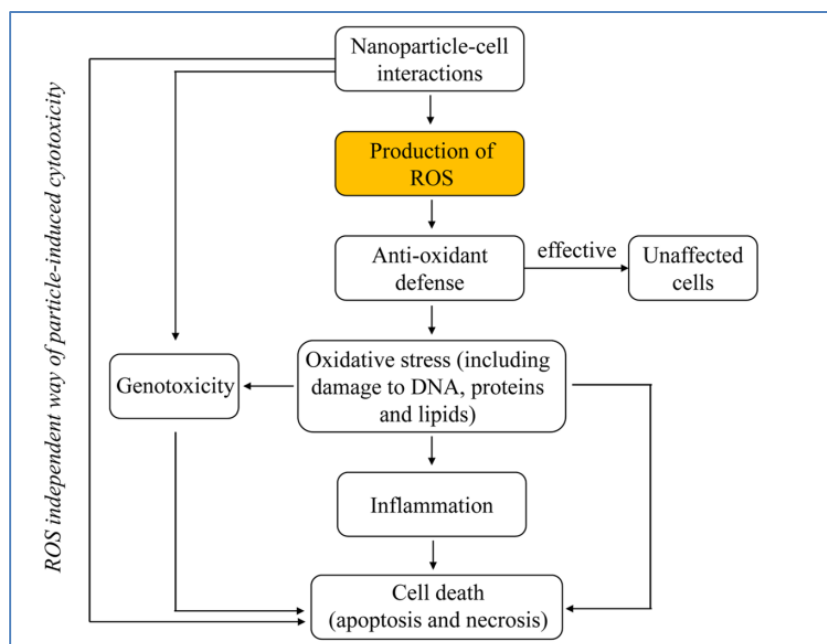 Nanoparticle-cell
interactions
ROS independent way of particle-induced cytotoxicity
Production of
ROS
Anti-oxidant
defense
effective
Unaffected
cells
Genotoxicity
Oxidative stress (including
damage to DNA, proteins
and lipids)
Inflammation
Cell death
(apoptosis and necrosis)